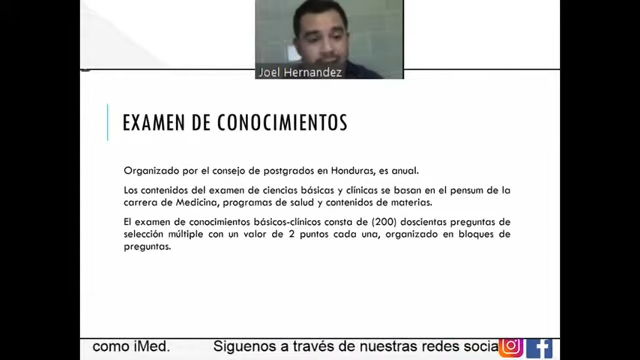 Joel Hernandez
EXAMEN DE CONOCIMIENTOS
Organizado por el consejo de postgrados en Honduras, es anual.
Los contenidos del examen de ciencias básicas y clínicas se basan en el pensum de la
carrera de Medicina, programas de salud y contenidos de materias.
El examen de conocimientos básicos-clínicos consta de (200) doscientas preguntas de
selección múltiple con un valor de 2 puntos cada una, organizado en bloques de
preguntas.
como iMed. Siguenos a través de nuestras redes socia